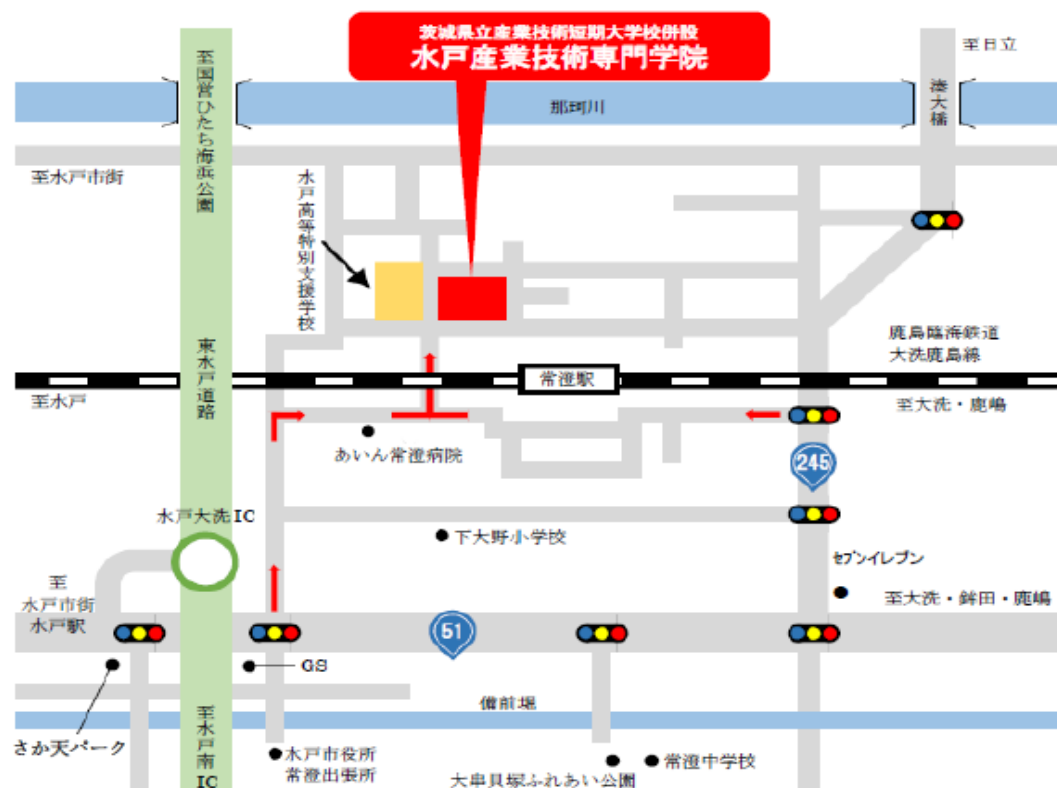 茨城県立産業技術短期大学校併設
水戸産業技術専門学院
至日立
至国営ひたち海浜公園
那珂川
湊大橋
至水戸市街
水戸高等特別支援学校
東水戸道路
鹿島臨海鉄道
大洗鹿島線
常澄駅
至水戸
至大洗・鹿嶋
あいん常澄病院
245
水戸大洗IC
下大野小学校
セブンイレブン
至
水戸市街
水戸駅
至大洗・鉾田・鹿嶋
51
GS
備前堀
さか天パーク
至水戸南IC
水戸市役所
常澄出張所
大串貝塚ふれあい公園
常澄中学校